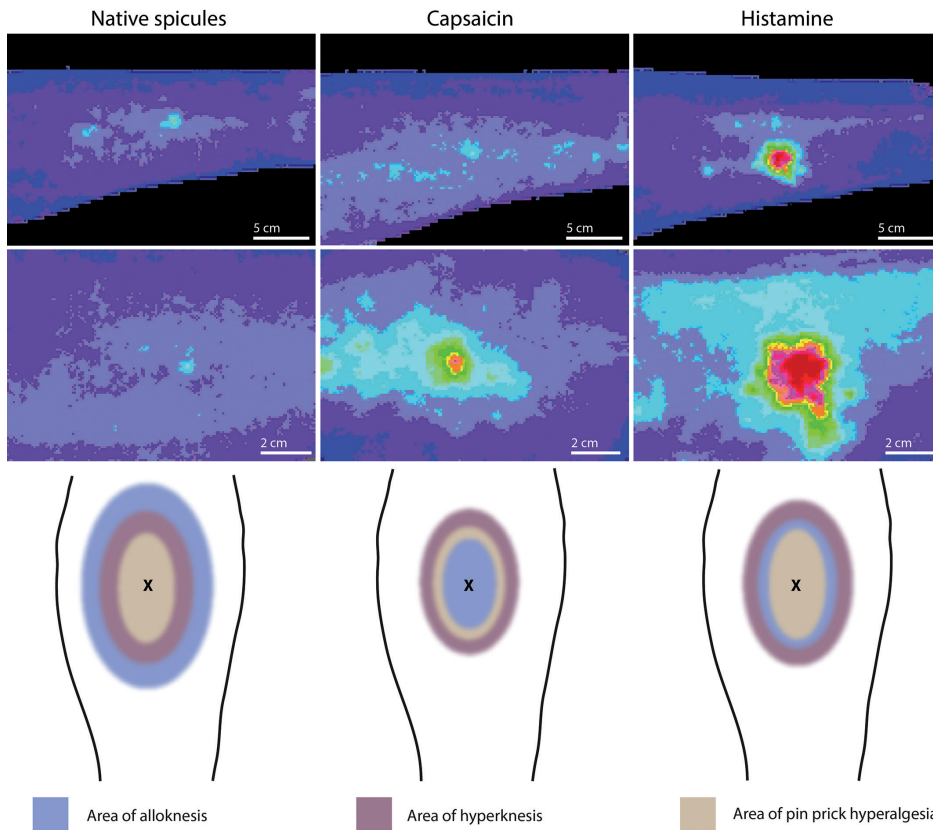 Native spicules
Capsaicin
Histamine
5 cm
5 cm
5 cm
2 cm
2 cm
2 cm
X
X
X
Area of alloknesis
Area of hyperknesis
Area of pin prick hyperalgesia